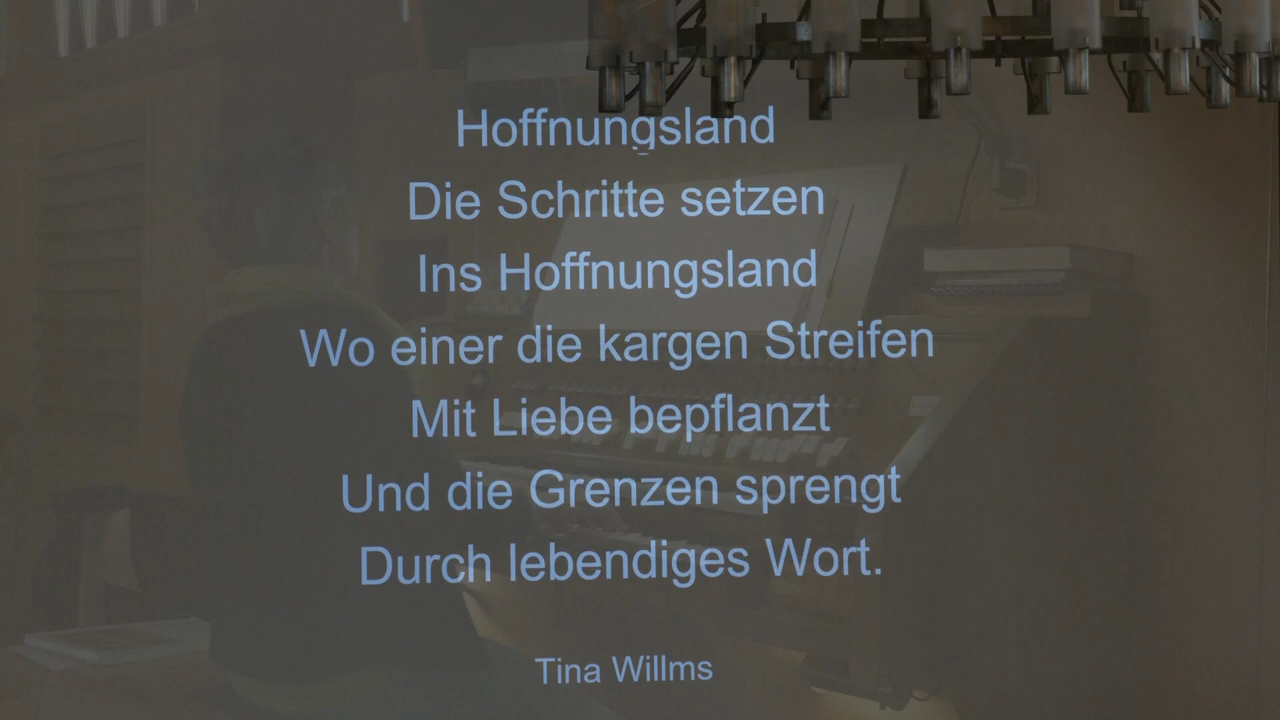 Hoffnungsland
Die Schritte setzen
Ins Hoffnungsland
Wo einer die kargen Streifen
Mit Liebe bepflanzt
Und die Grenzen sprengt
Durch lebendiges Wort.
Tina Willms